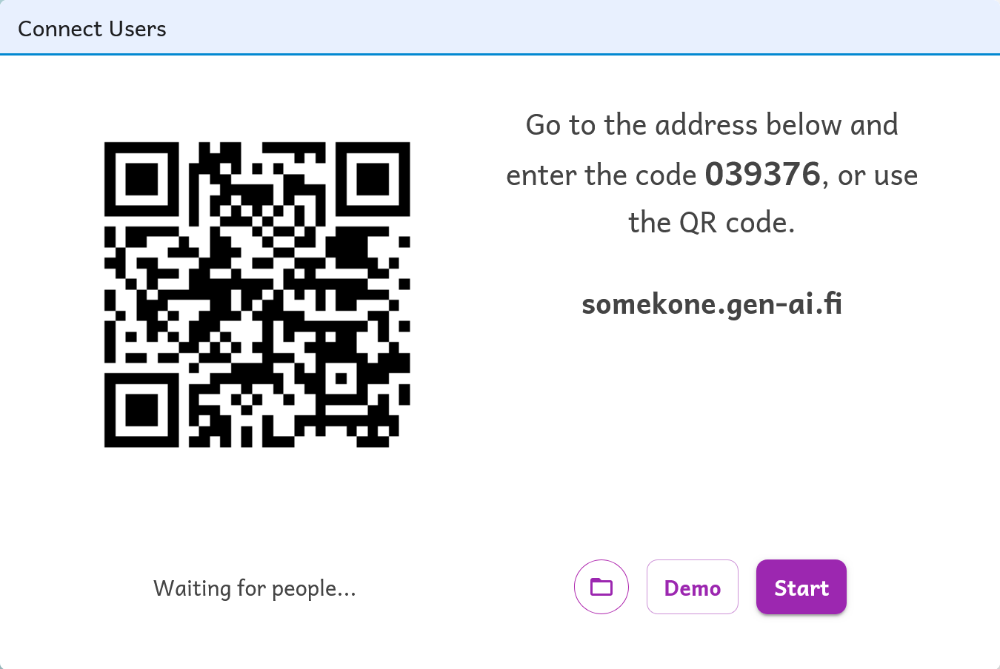 Connect Users
Go to the address below and
enter the code 039376, or use
the QR code.
somekone.gen-ai.fi
Waiting for people...
Demo
Start